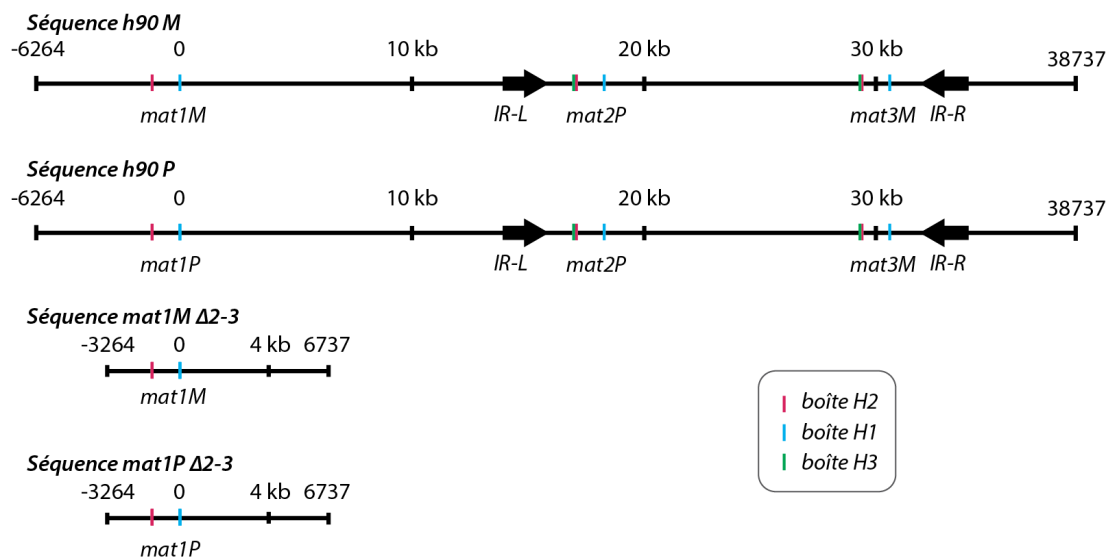 Séquence h90 M
-6264 0 10 kb 20 kb 30 kb 38737
mat1M IR-L mat2P mat3M IR-R
Séquence h90 P
-6264 0 10 kb 20 kb 30 kb 38737
mat1P IR-L mat2P mat3M IR-R
Séquence mat1M Δ2-3
-3264 0 4 kb 6737
mat1M
boîte H2
boîte H1
boîte H3
Séquence mat1P Δ2-3
-3264 0 4 kb 6737
mat1P